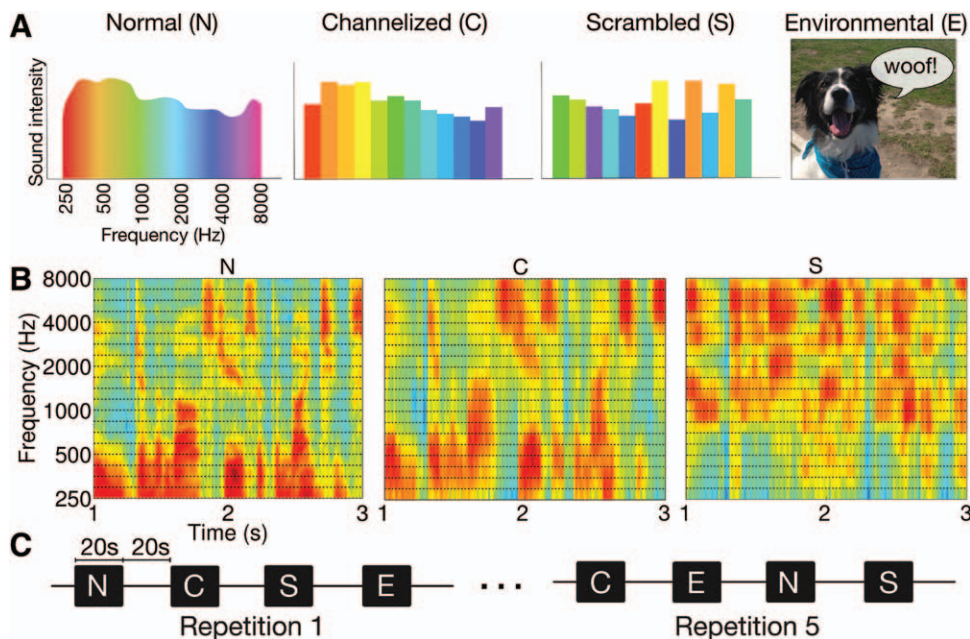 A
Normal (N)
Channelized (C)
Scrambled (S)
Environmental (E)
Sound intensity
woof!
250 500 1000 2000 4000 8000
Frequency (Hz)
B
N
C
S
Frequency (Hz)
8000
4000
2000
1000
500
250
1 2 3
1 2 3
1 2 3
Time (s)
C
20s 20s
N C S E ... C E N S
Repetition 1
Repetition 5